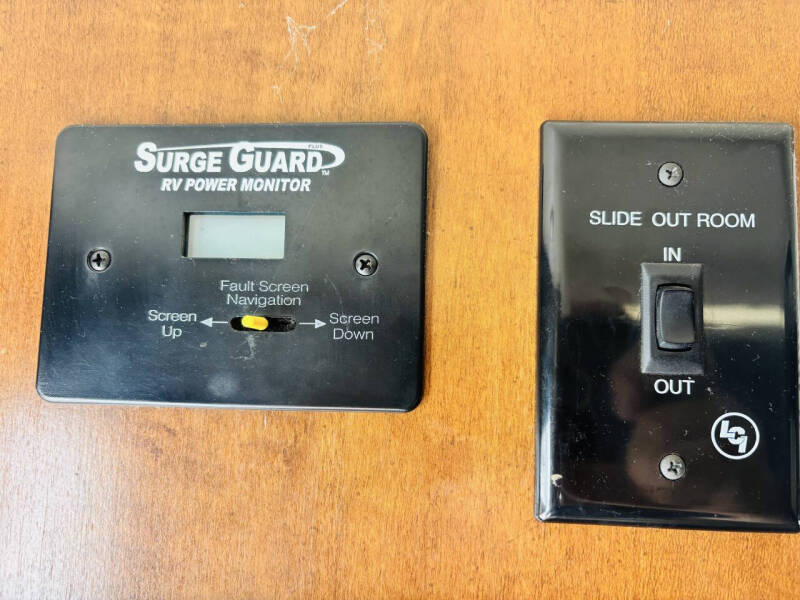 SURGE GUARD PLUS ™
RV POWER MONITOR
Fault Screen
Navigation
Screen
Up
Screen
Down
SLIDE OUT ROOM
IN
OUT
LCI